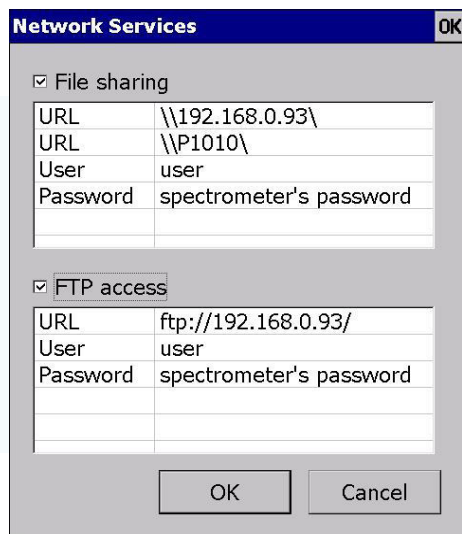 Network Services OK
File sharing
URL \\192.168.0.93\
URL \\P1010\
User user
Password spectrometer's password
FTP access
URL ftp://192.168.0.93/
User user
Password spectrometer's password
OK Cancel